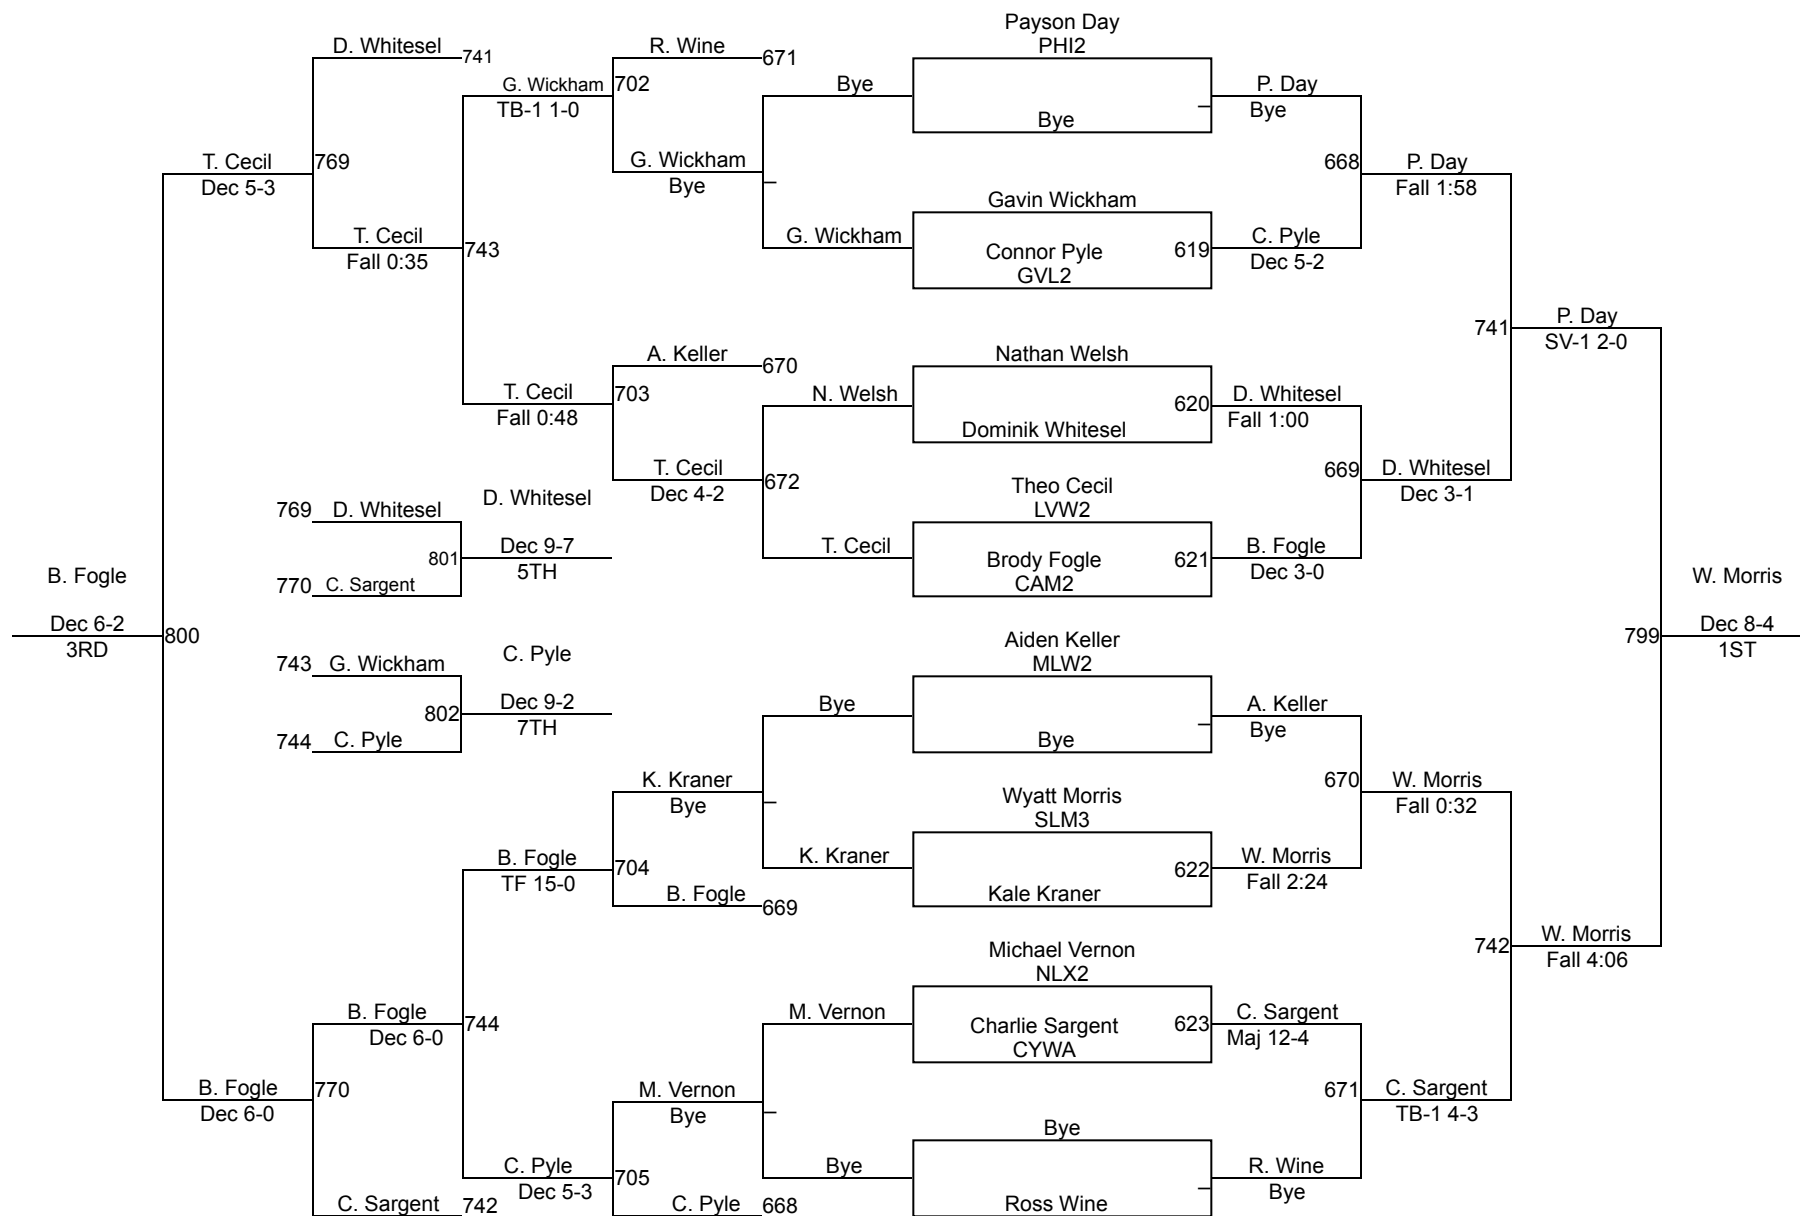 Payson Day
PHI2
D. Whitesel
741
R. Wine
671
G. Wickham
702
TB-1 1-0
Bye
P. Day
Bye
Bye
T. Cecil
769
Dec 5-3
G. Wickham
Bye
668
P. Day
Fall 1:58
Gavin Wickham
T. Cecil
743
Fall 0:35
G. Wickham
Connor Pyle
GVL2
619
C. Pyle
Dec 5-2
741
P. Day
SV-1 2-0
A. Keller
670
Nathan Welsh
T. Cecil
703
Fall 0:48
N. Welsh
620
D. Whitesel
Fall 1:00
Dominik Whitesel
T. Cecil
672
Dec 4-2
669
D. Whitesel
Dec 3-1
Theo Cecil
LVW2
769
D. Whitesel
D. Whitesel
801
Dec 9-7
5TH
770
C. Sargent
T. Cecil
Brody Fogle
CAM2
621
B. Fogle
Dec 3-0
B. Fogle
Dec 6-2
3RD
800
W. Morris
799
Dec 8-4
1ST
743
G. Wickham
C. Pyle
802
Dec 9-2
7TH
744
C. Pyle
Aiden Keller
MLW2
Bye
Bye
A. Keller
Bye
K. Kraner
Bye
670
W. Morris
Fall 0:32
Wyatt Morris
SLM3
B. Fogle
704
TF 15-0
K. Kraner
622
W. Morris
Fall 2:24
Kale Kraner
B. Fogle
669
742
W. Morris
Fall 4:06
Michael Vernon
NLX2
B. Fogle
744
Dec 6-0
M. Vernon
Charlie Sargent
CYWA
623
C. Sargent
Maj 12-4
B. Fogle
770
Dec 6-0
M. Vernon
Bye
671
C. Sargent
TB-1 4-3
Bye
C. Pyle
705
Dec 5-3
Bye
R. Wine
Bye
Ross Wine
C. Sargent
742
C. Pyle
668